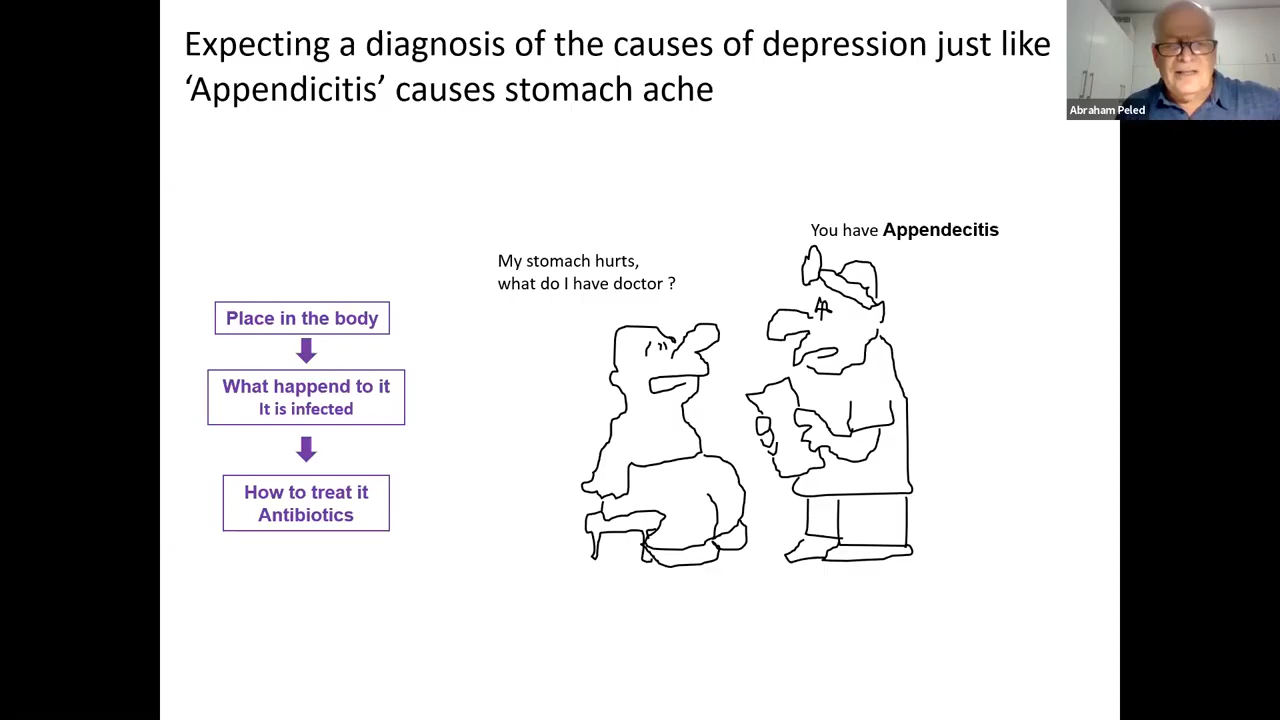 Expecting a diagnosis of the causes of depression just like
‘Appendicitis’ causes stomach ache
Abraham Peled
You have Appendecitis
My stomach hurts,
what do I have doctor ?
Place in the body
What happend to it
It is infected
How to treat it
Antibiotics